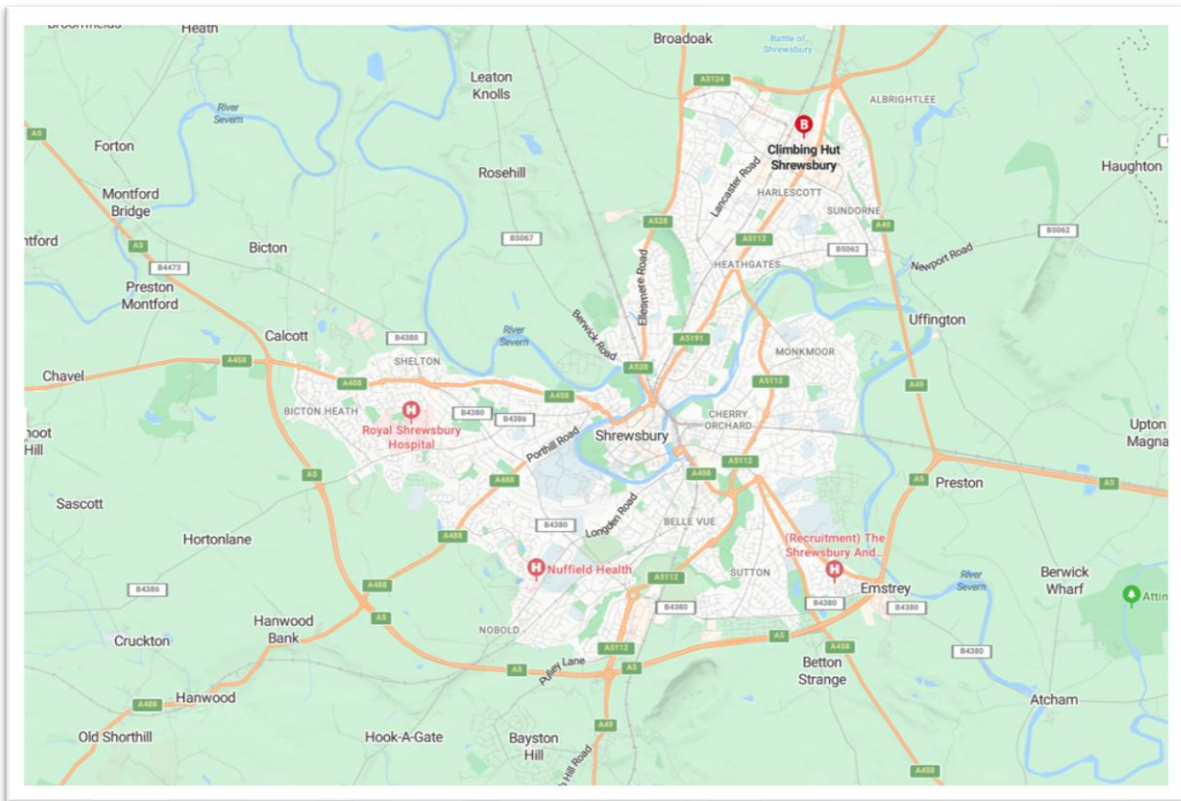 Heath
Broadoak
Battle of
Shrewsbury
Leaton
Knolls
A5124
ALBRIGHTLEE
River
Severn
A5
Forton
B
Climbing Hut
Shrewsbury
Haughton
Rosehill
Lancaster Road
Montford
Bridge
HARLESCOTT
SUNDORNE
A528
A49
B5062
B5067
A5112
Bicton
A5
B5062
Newport Road
HEATHGATES
B4473
Preston
Montford
Ellesmere Road
Berwick Road
Uffington
Calcott
River
Severn
B4380
A5191
MONKMOOR
SHELTON
A458
A528
Chavel
A458
A5112
A49
A458
BICTON HEATH
H
B4380
B4386
CHERRY
ORCHARD
Royal Shrewsbury
Hospital
Porthill Road
Shrewsbury
Upton
Magna
Hill
A5
A488
A458
A5112
A5
Preston
A5
Sascott
Longden Road
B4380
BELLE VUE
Hortonlane
A488
(Recruitment) The
Shrewsbury And...
H
Nuffield Health
H
A5112
SUTTON
Emstrey
River
Severn
Berwick
Wharf
B4386
A488
B4380
B4380
B4380
Attin
A5
Hanwood
Bank
Cruckton
NOBOLD
A5
A5112
A458
B4380
Pulley Lane
A5
A5
Betton
Strange
Hanwood
A488
Atcham
Old Shorthill
Hook-A-Gate
Bayston
Hill
A49
Hill Road
A458